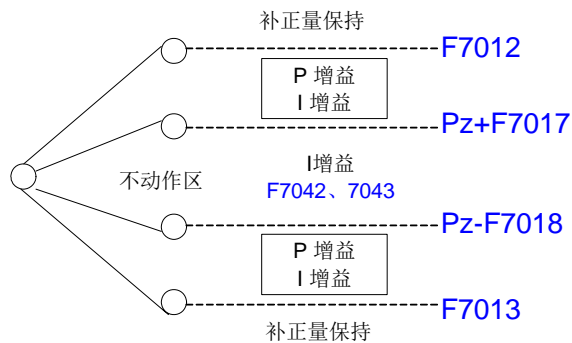 补正量保持
F7012
P 增益
I 增益
Pz+F7017
不动作区
I增益
F7042、7043
Pz-F7018
P 增益
I 增益
F7013
补正量保持